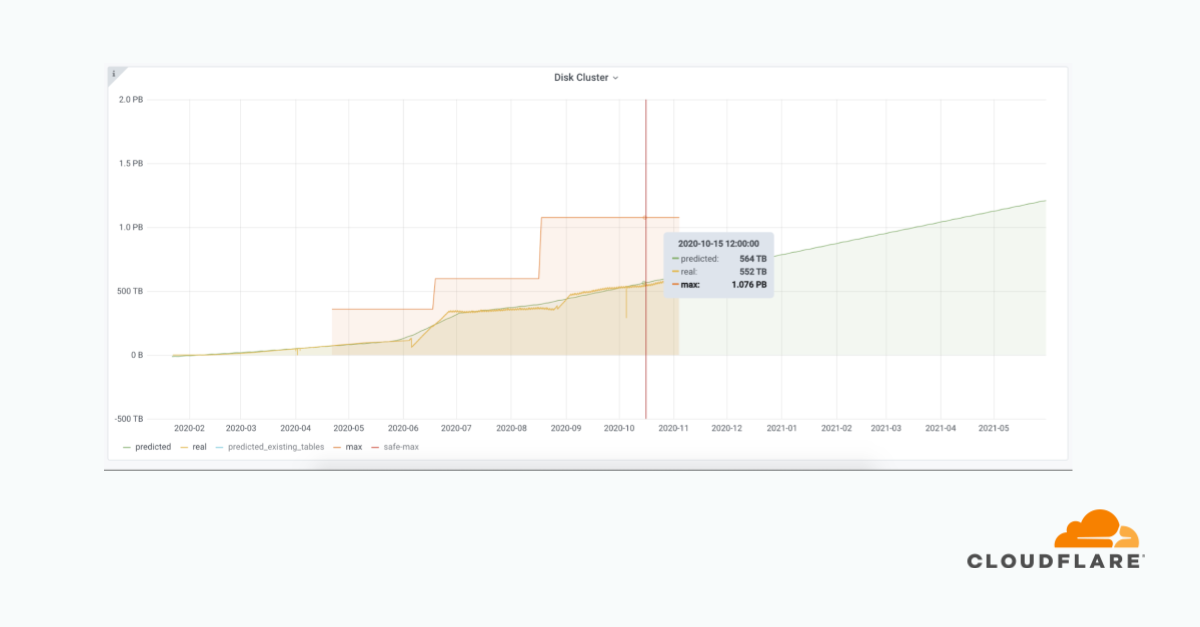 i
Disk Cluster
2.0 PB
1.5 PB
1.0 PB
500 TB
0 B
-500 TB
2020-10-15 12:00:00
predicted: 564 TB
real: 552 TB
max: 1.076 PB
2020-02 2020-03 2020-04 2020-05 2020-06 2020-07 2020-08 2020-09 2020-10 2020-11 2020-12 2021-01 2021-02 2021-03 2021-04 2021-05
predicted real predicted_existing_tables max safe-max
CLOUDFLARE